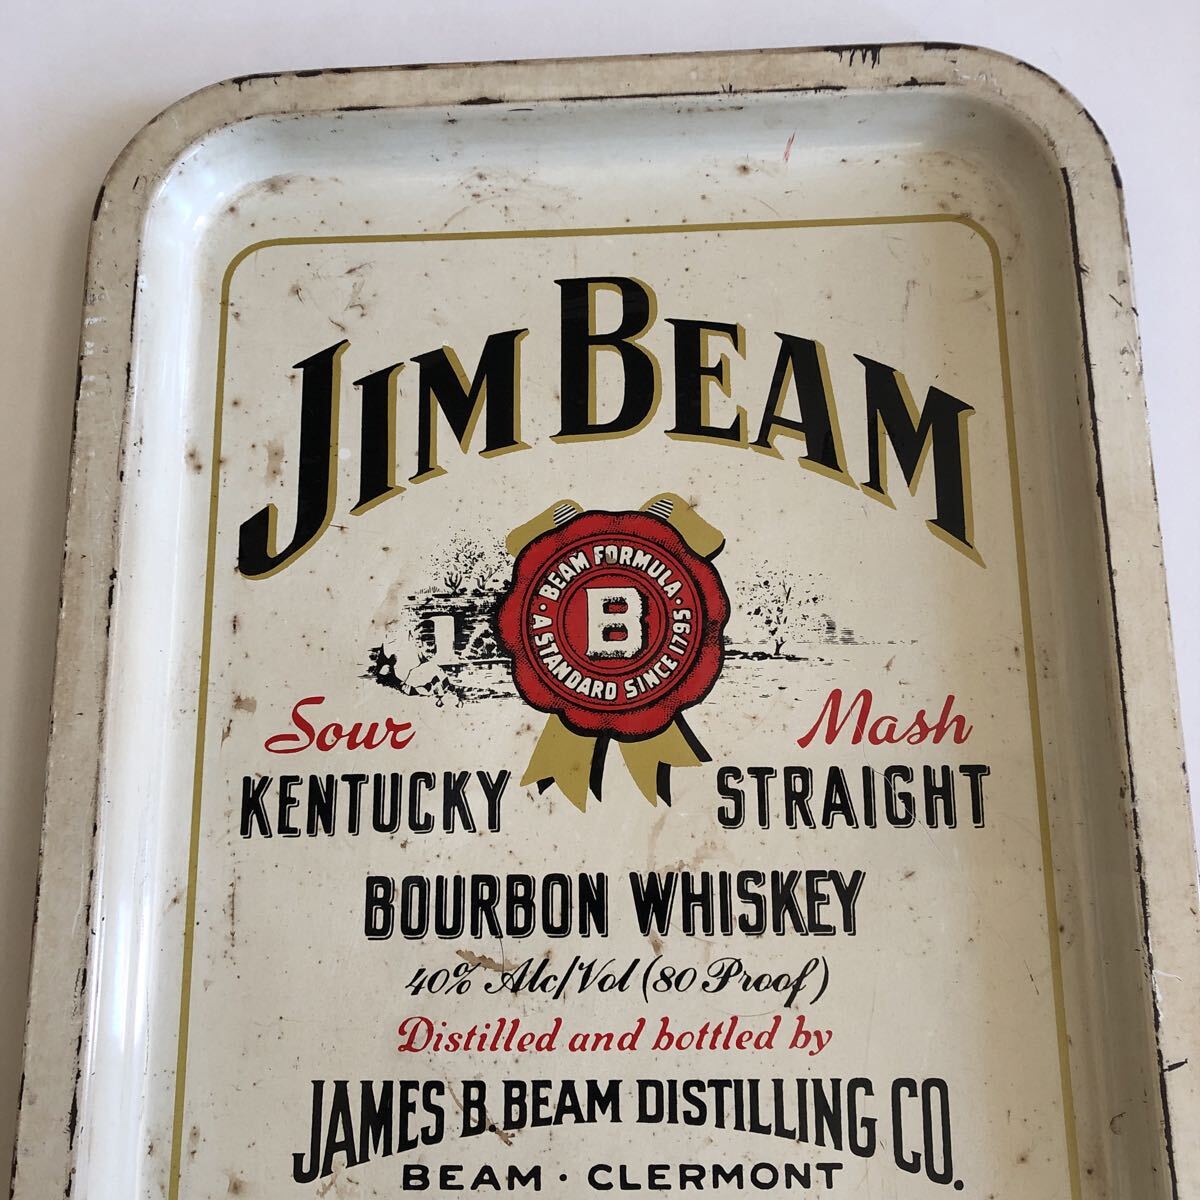 JIM BEAM
· BEAM FORMULA ·
B
A STANDARD SINCE 1795
Sour Mash
KENTUCKY STRAIGHT
BOURBON WHISKEY
40% Alc/Vol (80 Proof)
Distilled and bottled by
JAMES B. BEAM DISTILLING CO.
BEAM · CLERMONT